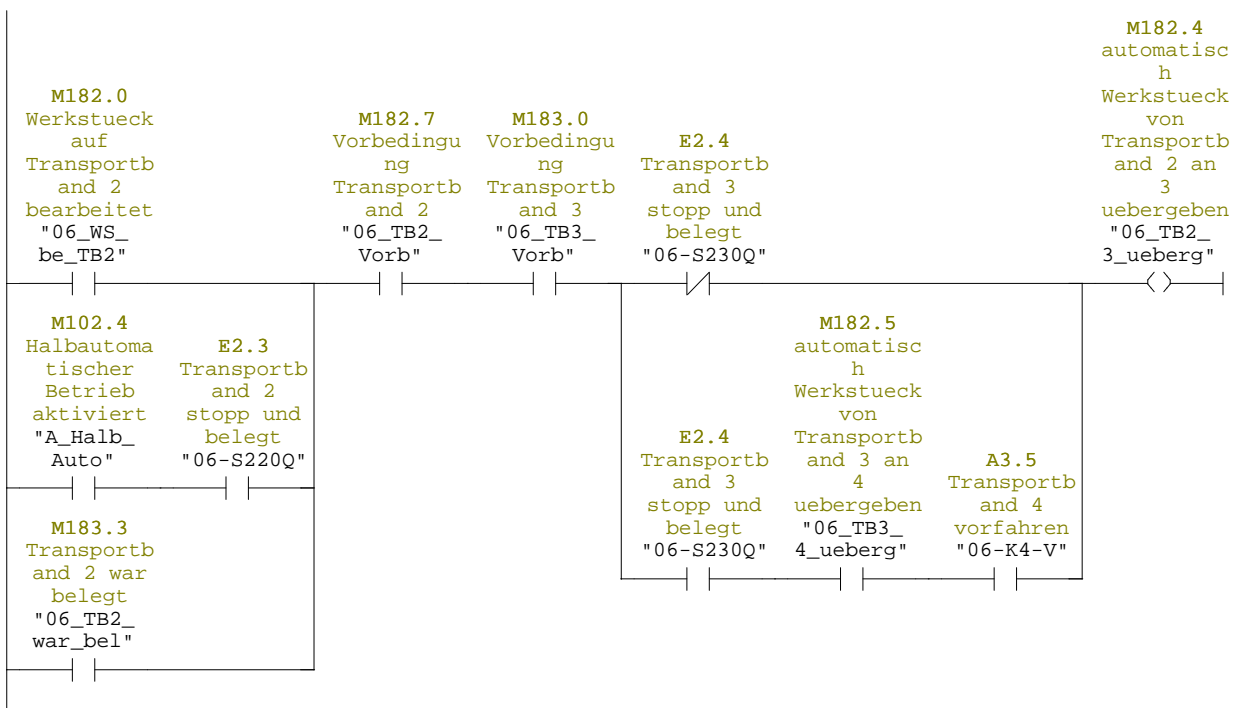 M182.4
automatisc
h
Werkstueck
von
Transportb
and 2 an
3
uebergeben
"06_TB2_
3_ueberg"
M182.0
Werkstueck
auf
Transportb
and 2
bearbeitet
"06_WS_
be_TB2"
M182.7
Vorbedingu
ng
Transportb
and 2
"06_TB2_
Vorb"
M183.0
Vorbedingu
ng
Transportb
and 3
"06_TB3_
Vorb"
E2.4
Transportb
and 3
stopp und
belegt
"06-S230Q"
M102.4
Halbautoma
tischer
Betrieb
aktiviert
"A_Halb_
Auto"
E2.3
Transportb
and 2
stopp und
belegt
"06-S220Q"
E2.4
Transportb
and 3
stopp und
belegt
"06-S230Q"
M182.5
automatisc
h
Werkstueck
von
Transportb
and 3 an
4
uebergeben
"06_TB3_
4_ueberg"
A3.5
Transportb
and 4
vorfahren
"06-K4-V"
M183.3
Transportb
and 2 war
belegt
"06_TB2_
war_bel"